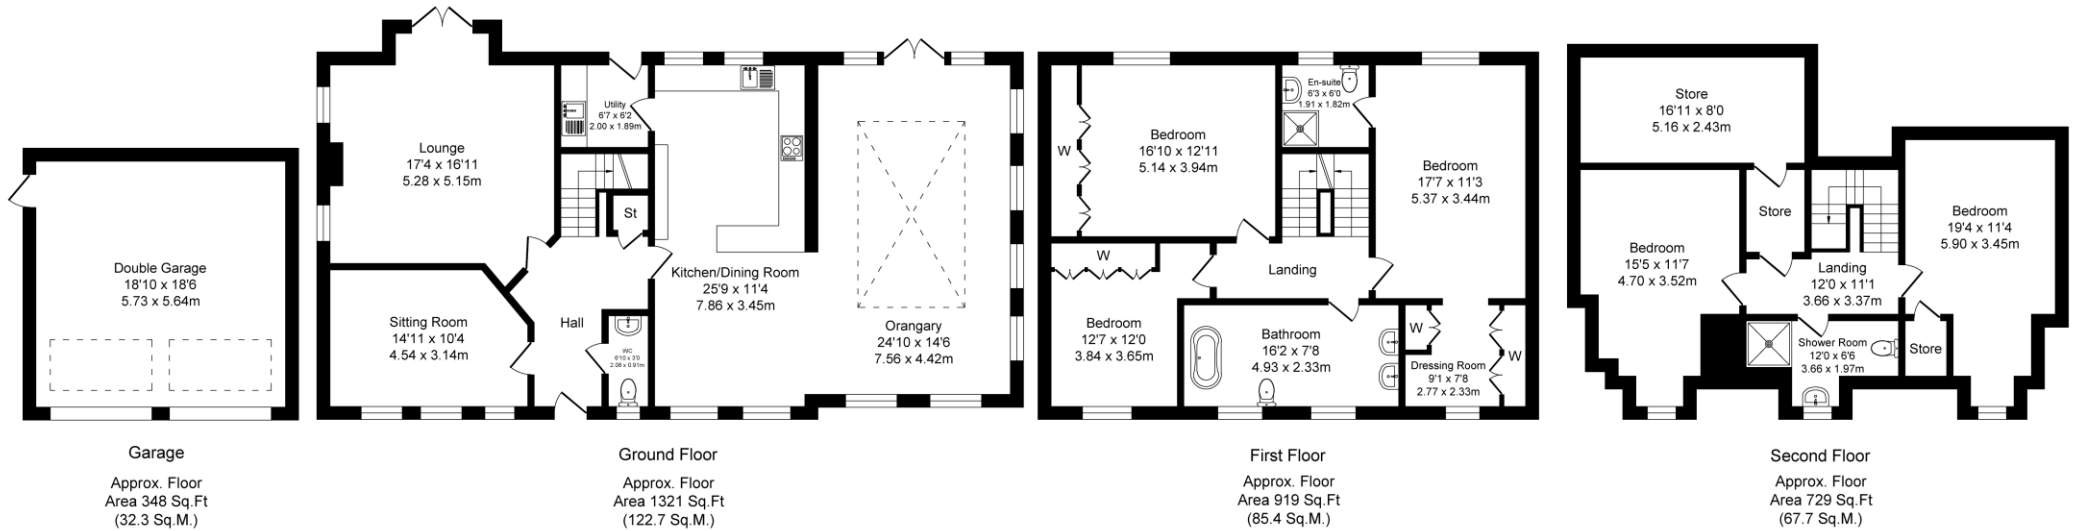 Double Garage
18'10 x 18'6
5.73 x 5.64m
Garage
Approx. Floor
Area 348 Sq.Ft
(32.3 Sq.M.)
Lounge
17'4 x 16'11
5.28 x 5.15m
Utility
6'7 x 6'2
2.00 x 1.89m
St
Kitchen/Dining Room
25'9 x 11'4
7.86 x 3.45m
Sitting Room
14'11 x 10'4
4.54 x 3.14m
Hall
WC
6'10 x 3'0
2.08 x 0.91m
Orangary
24'10 x 14'6
7.56 x 4.42m
Ground Floor
Approx. Floor
Area 1321 Sq.Ft
(122.7 Sq.M.)
W
Bedroom
16'10 x 12'11
5.14 x 3.94m
En-suite
6'3 x 6'0
1.91 x 1.82m
Bedroom
17'7 x 11'3
5.37 x 3.44m
W
Landing
Bedroom
12'7 x 12'0
3.84 x 3.65m
Bathroom
16'2 x 7'8
4.93 x 2.33m
W
W
Dressing Room
9'1 x 7'8
2.77 x 2.33m
First Floor
Approx. Floor
Area 919 Sq.Ft
(85.4 Sq.M.)
Store
16'11 x 8'0
5.16 x 2.43m
Store
Bedroom
19'4 x 11'4
5.90 x 3.45m
Bedroom
15'5 x 11'7
4.70 x 3.52m
Landing
12'0 x 11'1
3.66 x 3.37m
Shower Room
12'0 x 6'6
3.66 x 1.97m
Store
Second Floor
Approx. Floor
Area 729 Sq.Ft
(67.7 Sq.M.)